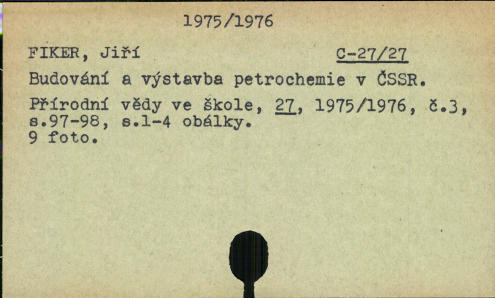 1975/1976
FIKER, Jiří C-27/27
Budování a výstavba petrochemie v ČSSR.
Přírodní vědy ve škole, 27, 1975/1976, č.3,
s.97-98, s.1-4 obálky.
9 foto.